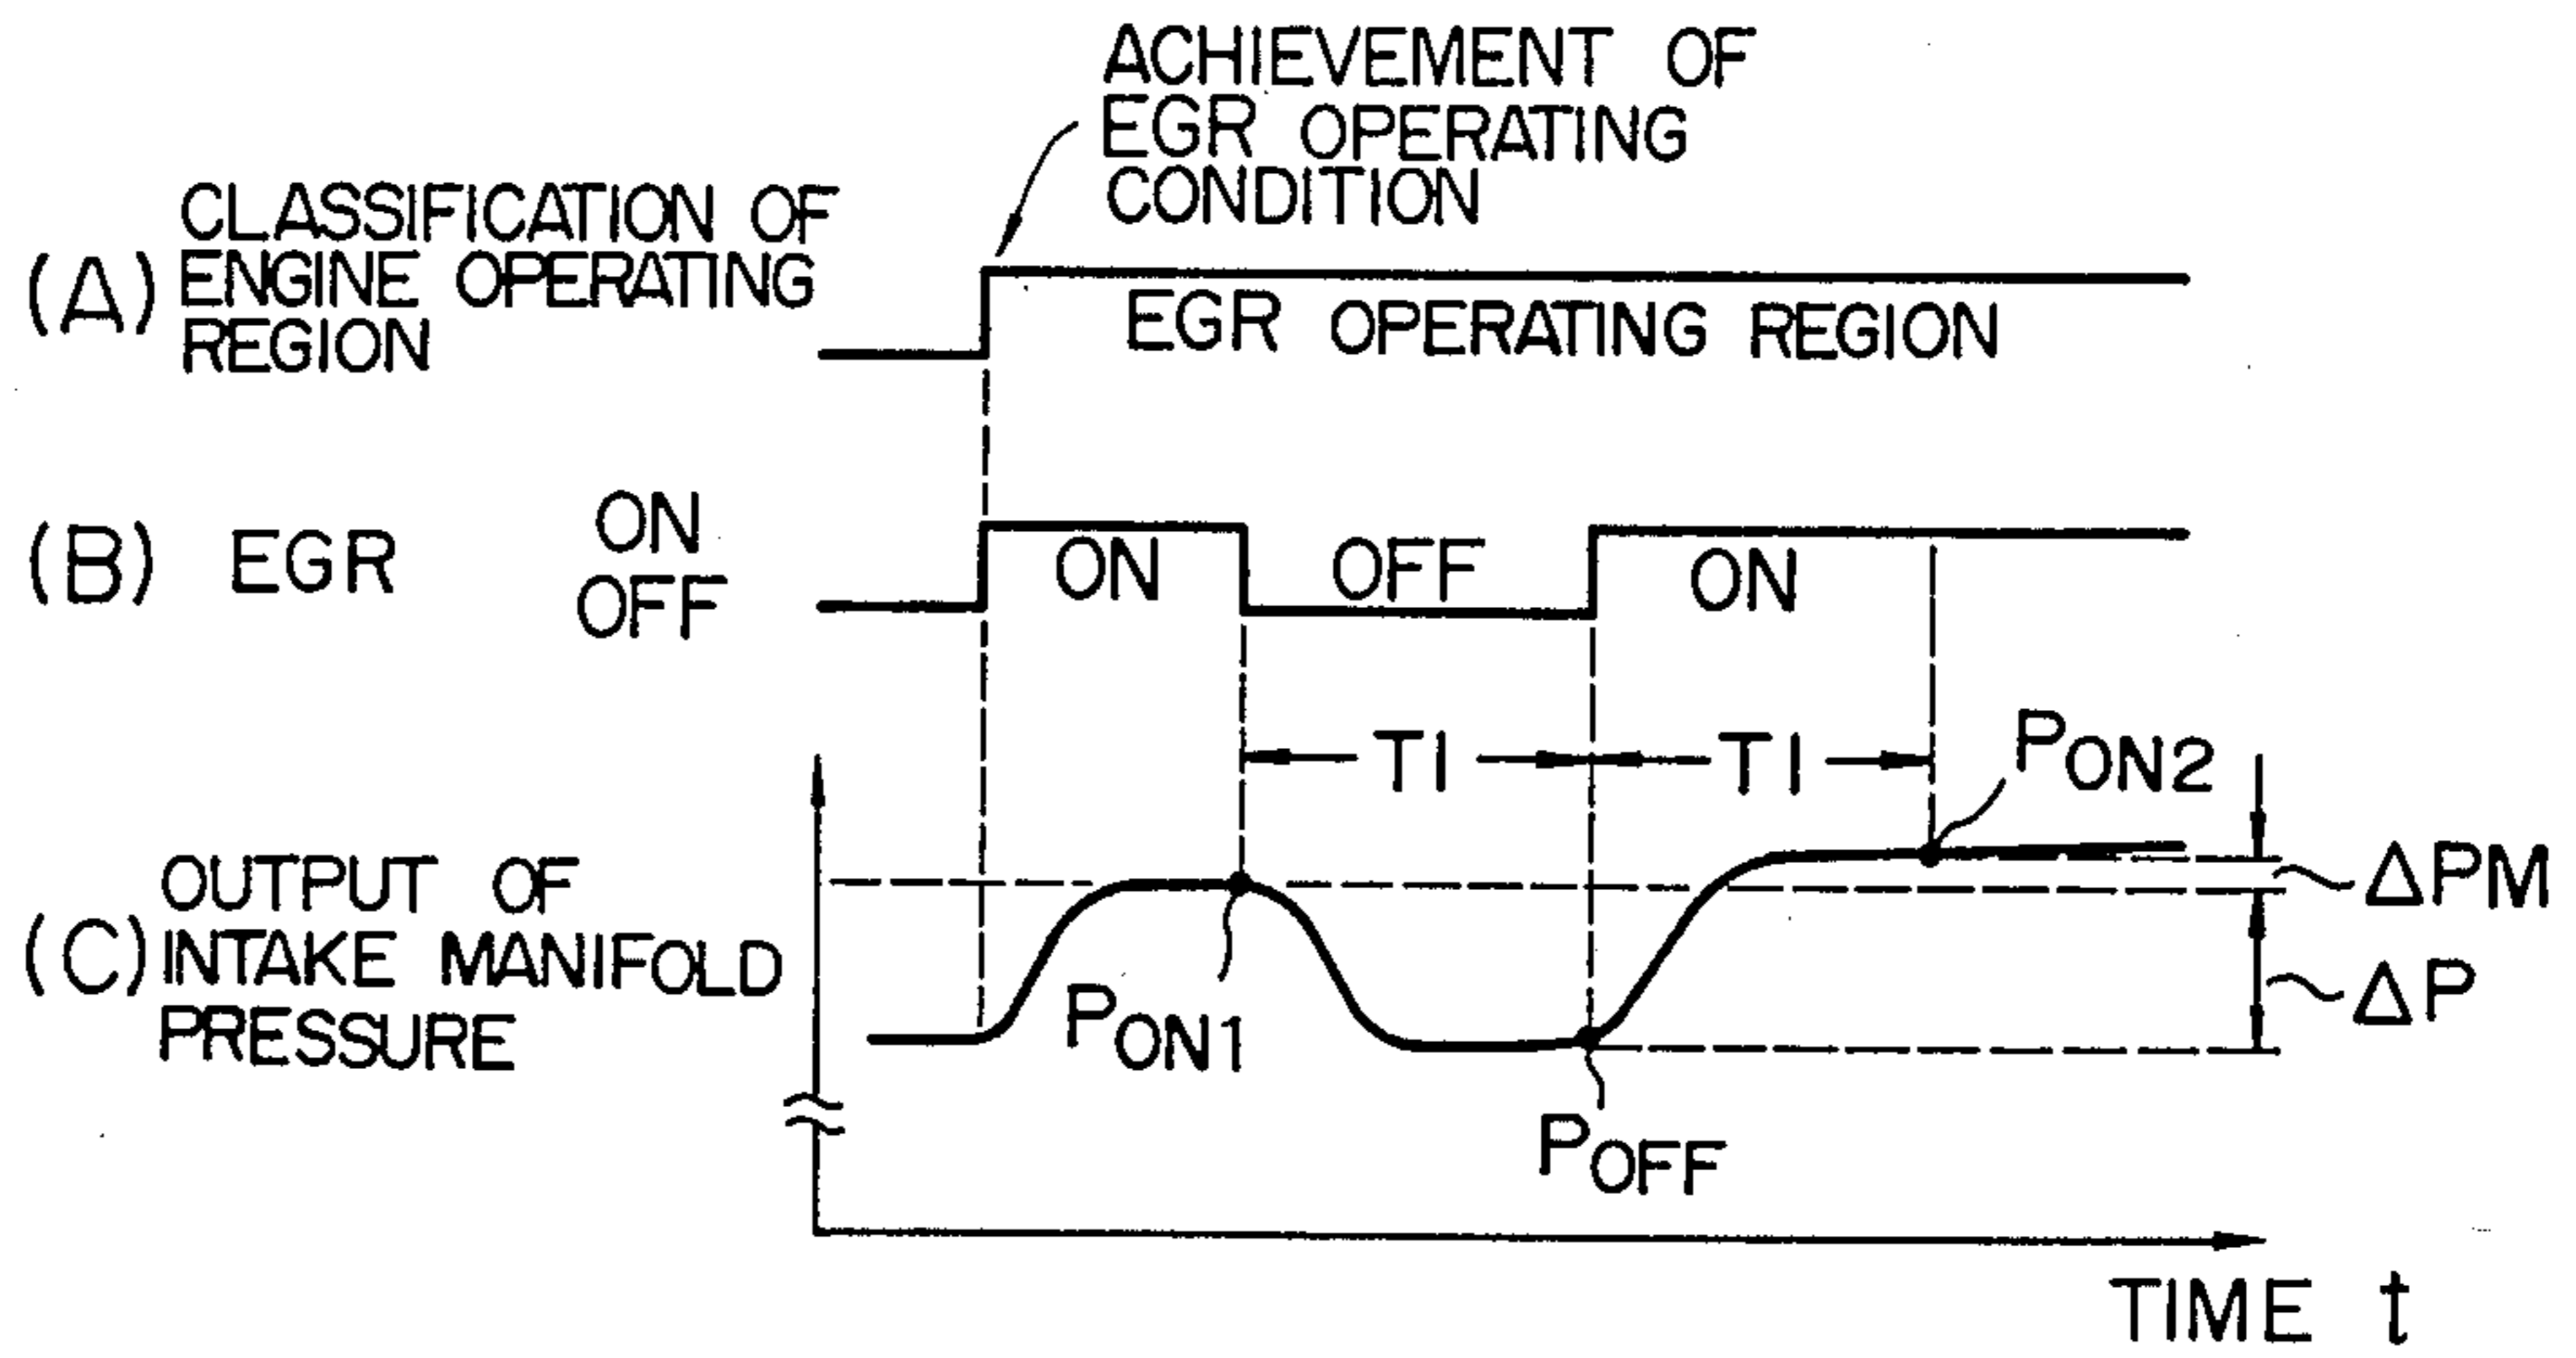 ACHIEVEMENT OF
EGR OPERATING
CONDITION
(A) CLASSIFICATION OF
ENGINE OPERATING
REGION
EGR OPERATING REGION
(B) EGR ON
OFF
ON OFF ON
T1 T1
PON2
(C) OUTPUT OF
INTAKE MANIFOLD
PRESSURE
ΔPM
ΔP
PON1
POFF
TIME t